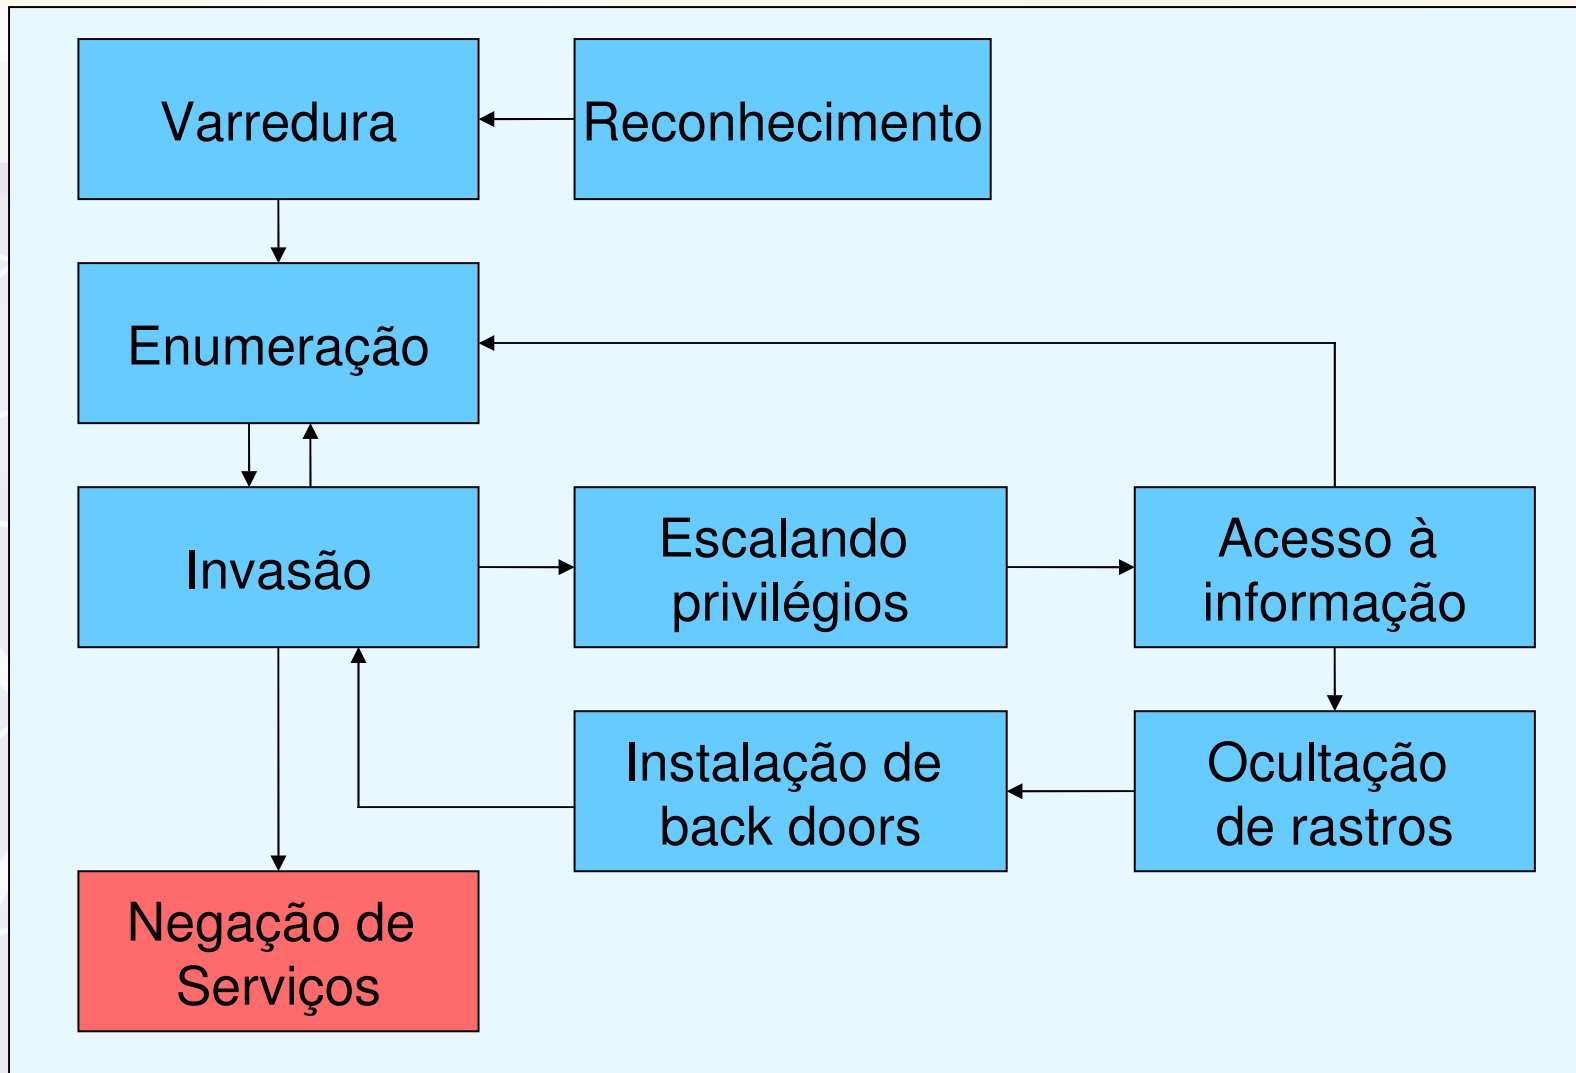 Varredura
Reconhecimento
Enumeração
Invasão
Escalando
privilégios
Acesso à
informação
Instalação de
back doors
Ocultação
de rastros
Negação de
Serviços